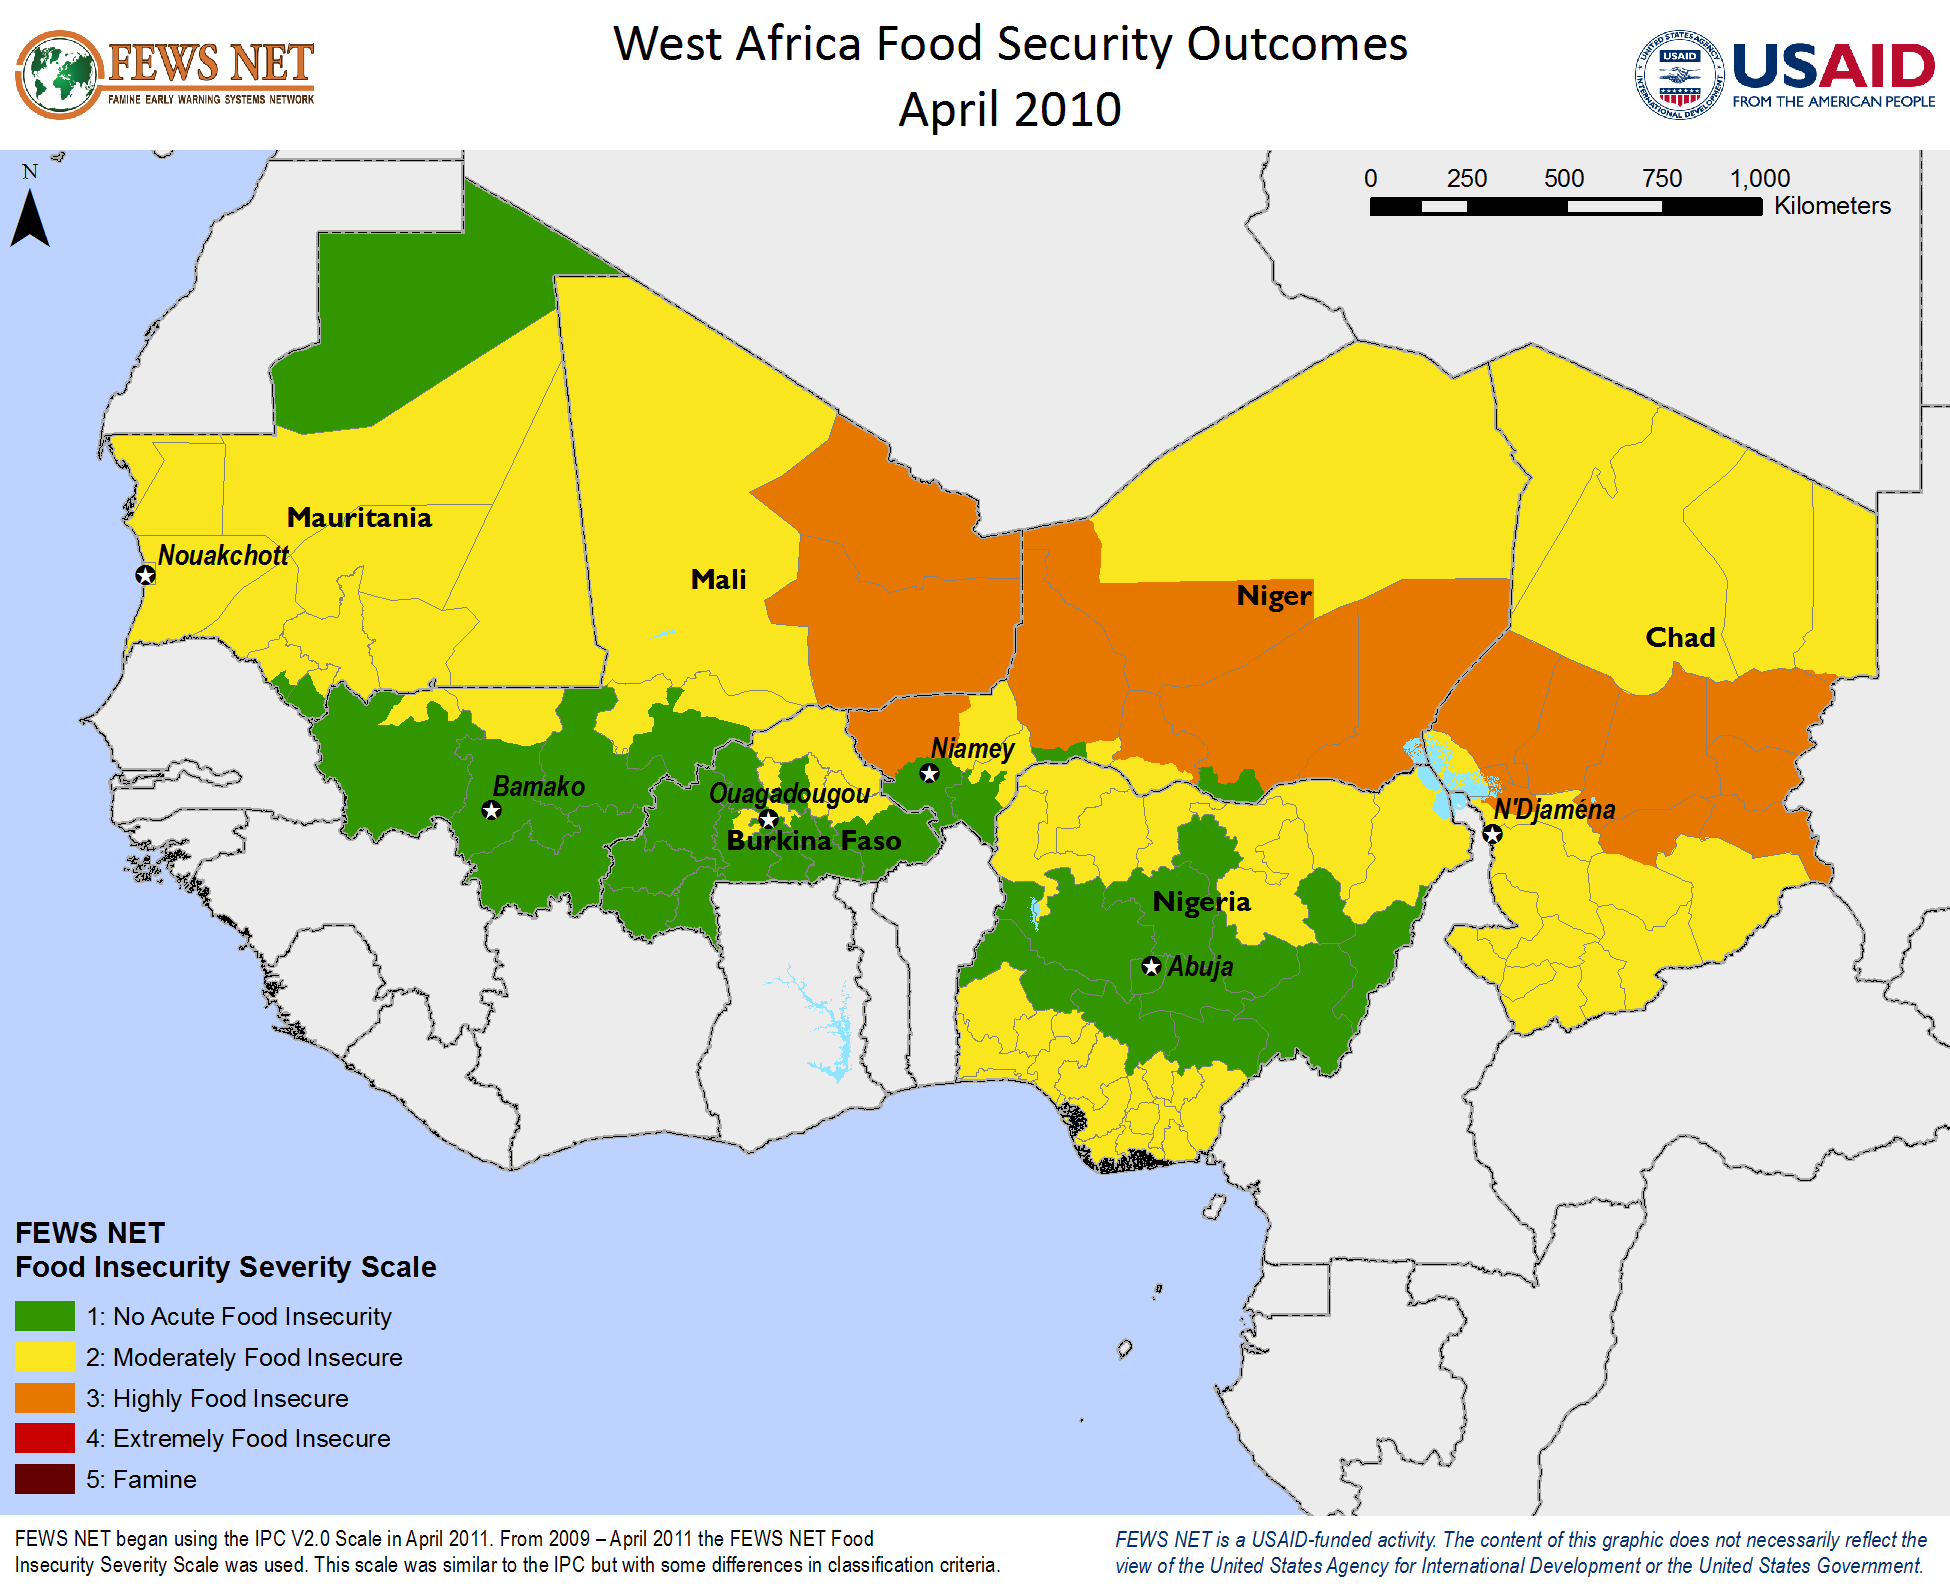 FEWS NET
FAMINE EARLY WARNING SYSTEMS NETWORK
West Africa Food Security Outcomes
April 2010
UNITED STATES AGENCY
USAID
INTERNATIONAL DEVELOPMENT
USAID
FROM THE AMERICAN PEOPLE
N
0 250 500 750 1,000
Kilometers
Mauritania
Nouakchott
Mali
Niger
Chad
Niamey
Bamako
Ouagadougou
N'Djaména
Burkina Faso
Nigeria
Abuja
FEWS NET
Food Insecurity Severity Scale
1: No Acute Food Insecurity
2: Moderately Food Insecure
3: Highly Food Insecure
4: Extremely Food Insecure
5: Famine
FEWS NET began using the IPC V2.0 Scale in April 2011. From 2009 – April 2011 the FEWS NET Food
Insecurity Severity Scale was used. This scale was similar to the IPC but with some differences in classification criteria.
FEWS NET is a USAID-funded activity. The content of this graphic does not necessarily reflect the
view of the United States Agency for International Development or the United States Government.